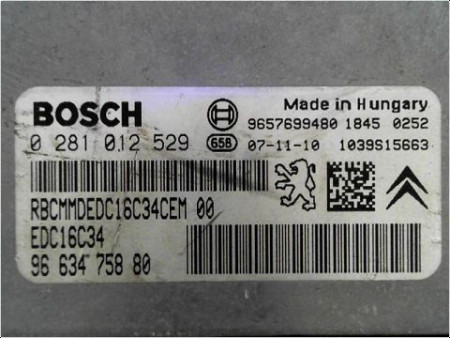 BOSCH
Made in Hungary
9657699480 1845 0252
0 281 012 529
658
07-11-10 1039S15663
RBCMMDEDC16C34CEM 00
EDC16C34
96 634 758 80